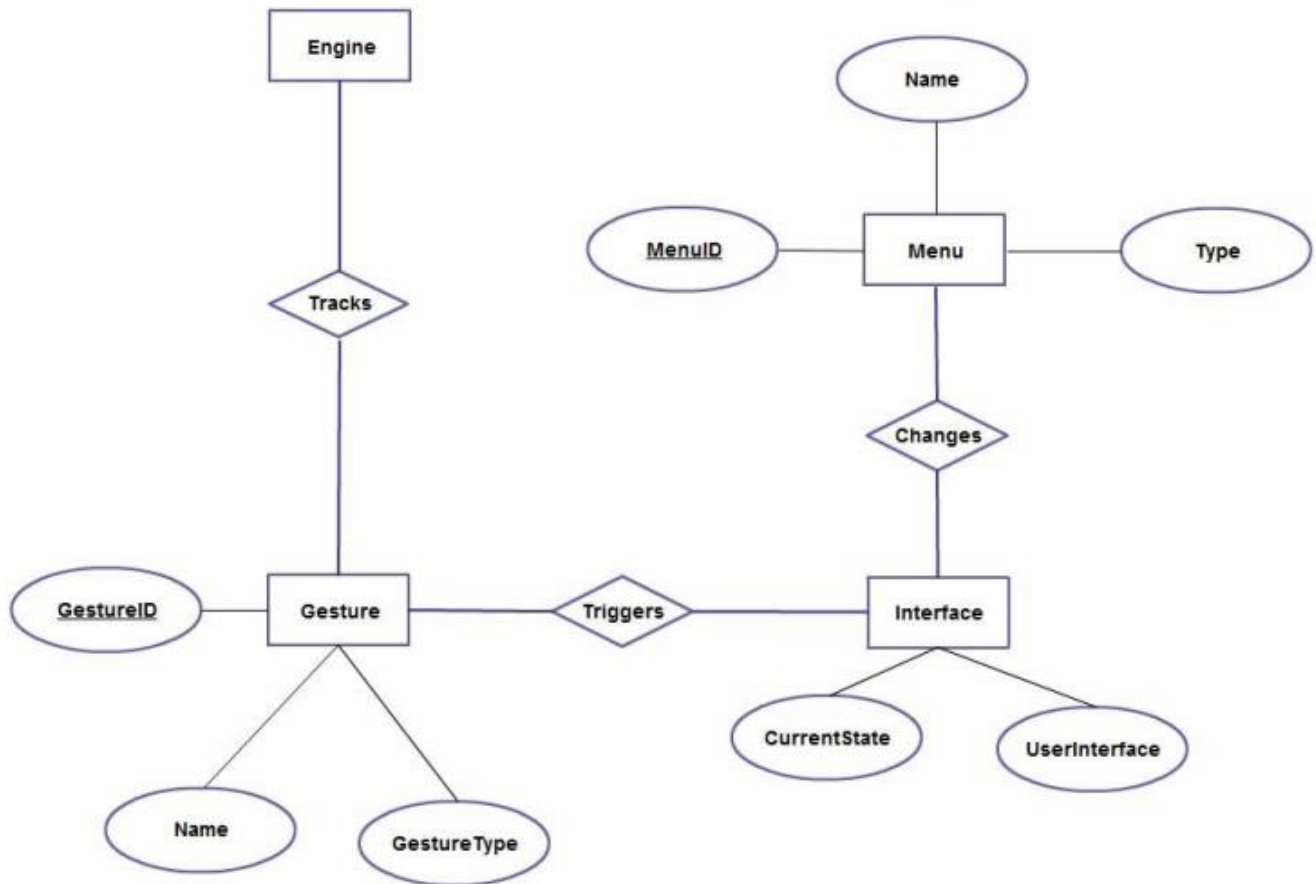 Engine
Name
MenuID
Menu
Type
Tracks
Changes
GestureID
Gesture
Triggers
Interface
CurrentState
UserInterface
Name
GestureType